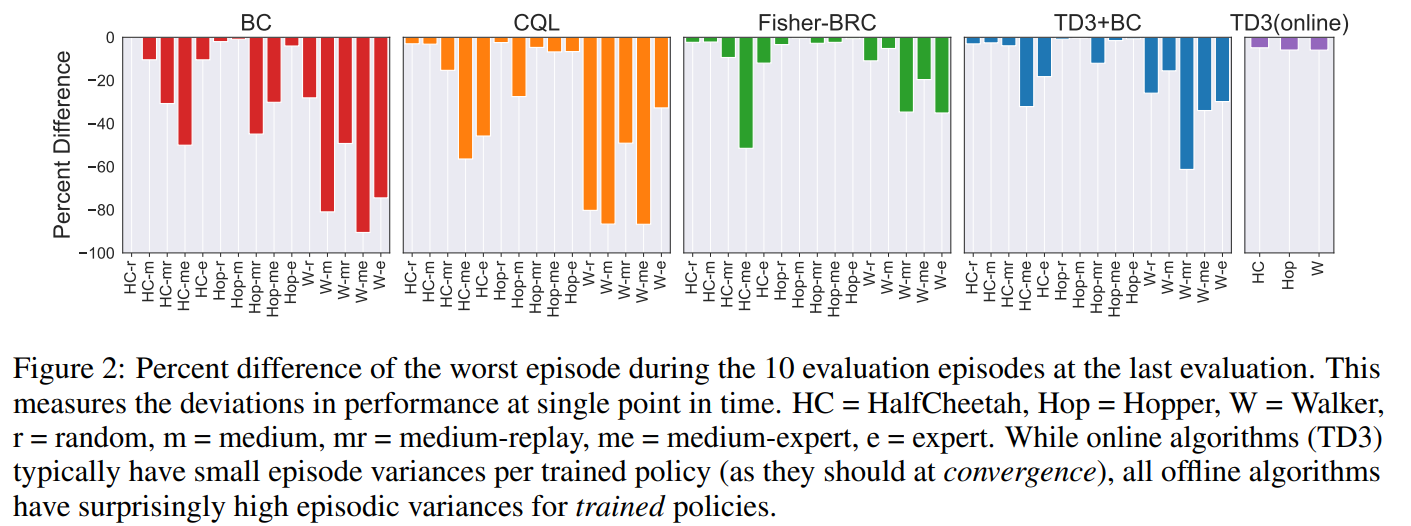 BC
CQL
Fisher-BRC
TD3+BC
TD3(online)
Percent Difference
0
−20
−40
−60
−80
−100
HC-r
HC-m
HC-mr
HC-me
HC-e
Hop-r
Hop-m
Hop-mr
Hop-me
Hop-e
W-r
W-m
W-mr
W-me
W-e
HC-r
HC-m
HC-mr
HC-me
HC-e
Hop-r
Hop-m
Hop-mr
Hop-me
Hop-e
W-r
W-m
W-mr
W-me
W-e
HC-r
HC-m
HC-mr
HC-me
HC-e
Hop-r
Hop-m
Hop-mr
Hop-me
Hop-e
W-r
W-m
W-mr
W-me
W-e
HC-r
HC-m
HC-mr
HC-me
HC-e
Hop-r
Hop-m
Hop-mr
Hop-me
Hop-e
W-r
W-m
W-mr
W-me
W-e
HC
Hop
W
Figure 2: Percent difference of the worst episode during the 10 evaluation episodes at the last evaluation. This
measures the deviations in performance at single point in time. HC = HalfCheetah, Hop = Hopper, W = Walker,
r = random, m = medium, mr = medium-replay, me = medium-expert, e = expert. While online algorithms (TD3)
typically have small episode variances per trained policy (as they should at convergence), all offline algorithms
have surprisingly high episodic variances for trained policies.